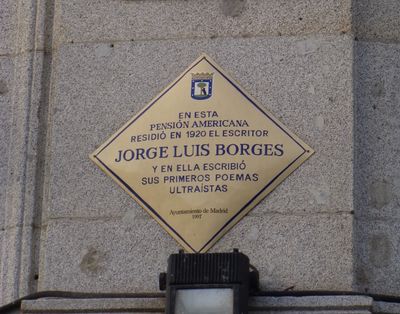 EN ESTA
PENSIÓN AMERICANA
RESIDIÓ EN 1920 EL ESCRITOR
JORGE LUIS BORGES
Y EN ELLA ESCRIBIÓ
SUS PRIMEROS POEMAS
ULTRAÍSTAS
Ayuntamiento de Madrid
1997